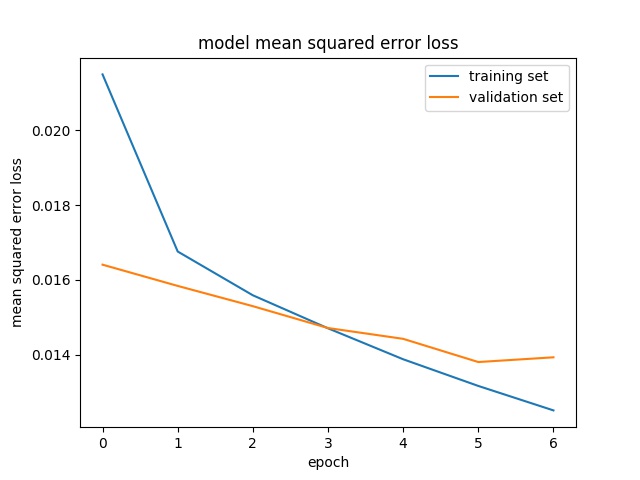 model mean squared error loss
training set
validation set
mean squared error loss
0.020
0.018
0.016
0.014
0 1 2 3 4 5 6
epoch